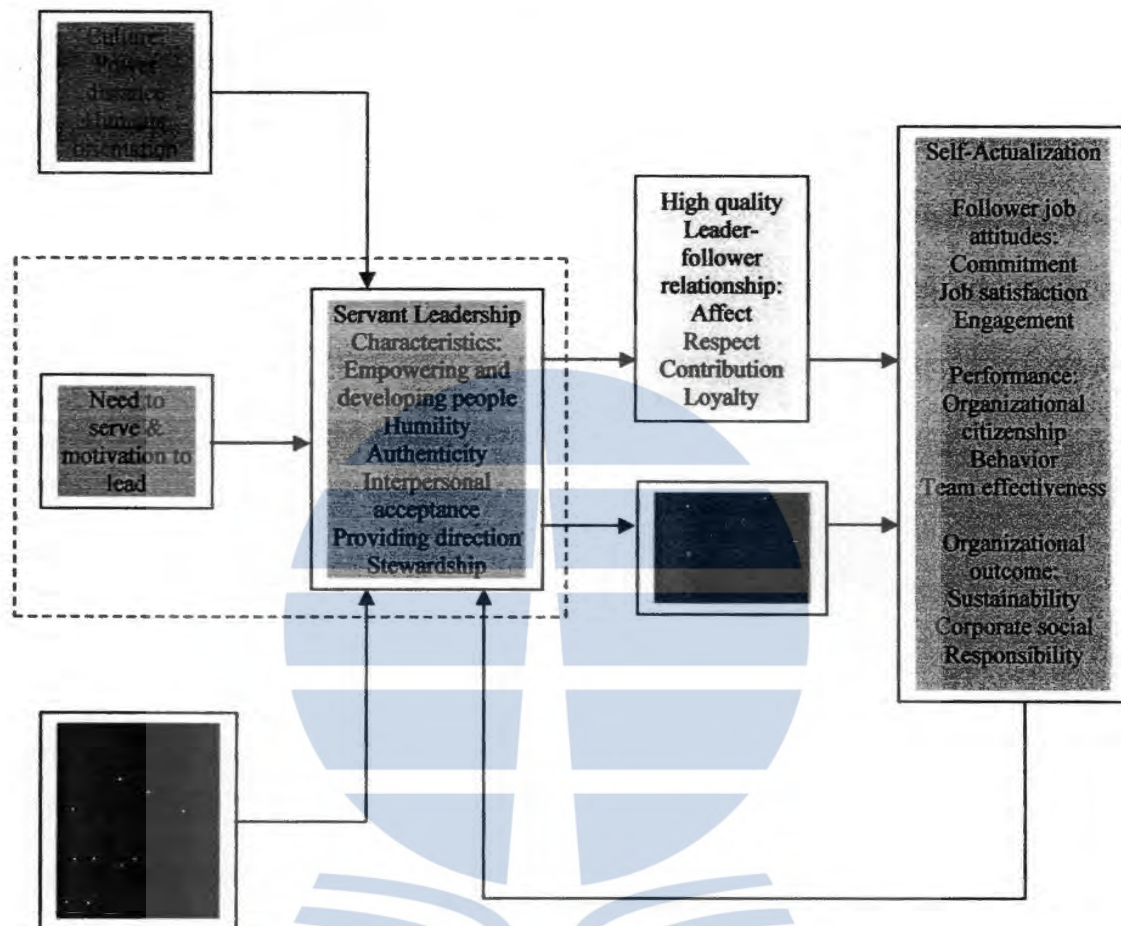 Culture:
Power
distance
Humane
orientation
Need to
serve &
motivation to
lead
Servant Leadership
Characteristics:
Empowering and
developing people
Humility
Authenticity
Interpersonal
acceptance
Providing direction
Stewardship
High quality
Leader-
follower
relationship:
Affect
Respect
Contribution
Loyalty
Self-Actualization
Follower job
attitudes:
Commitment
Job satisfaction
Engagement
Performance:
Organizational
citizenship
Behavior
Team effectiveness
Organizational
outcome:
Sustainability
Corporate social
Responsibility